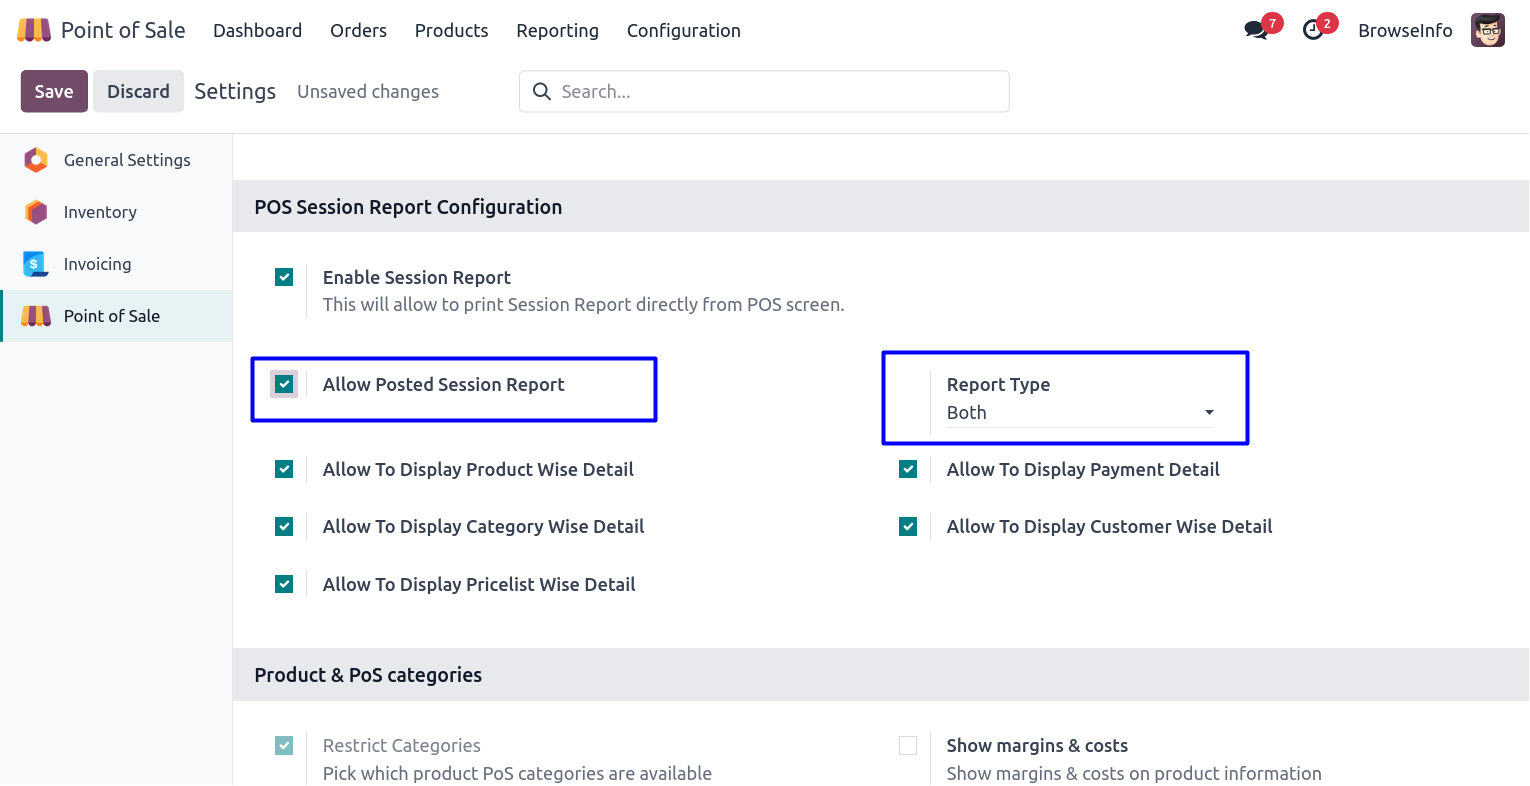 Point of Sale Dashboard Orders Products Reporting Configuration 7 2 BrowseInfo
Save Discard Settings Unsaved changes Search...
General Settings
Inventory
$ Invoicing
Point of Sale
POS Session Report Configuration
Enable Session Report
This will allow to print Session Report directly from POS screen.
Allow Posted Session Report
Report Type
Both
Allow To Display Product Wise Detail
Allow To Display Payment Detail
Allow To Display Category Wise Detail
Allow To Display Customer Wise Detail
Allow To Display Pricelist Wise Detail
Product & PoS categories
Restrict Categories
Pick which product PoS categories are available
Show margins & costs
Show margins & costs on product information